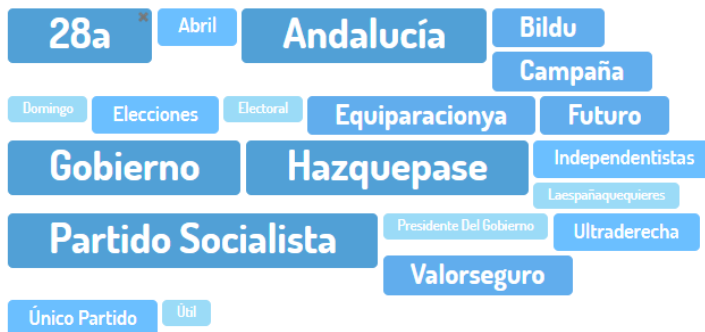 28a Abril Andalucía Bildu
Campaña
Domingo Elecciones Electoral Equiparacionya Futuro
Gobierno Hazquepase Independentistas
Laespañaquequieres
Partido Socialista Presidente Del Gobierno Ultraderecha
Valorseguro
Único Partido Útil